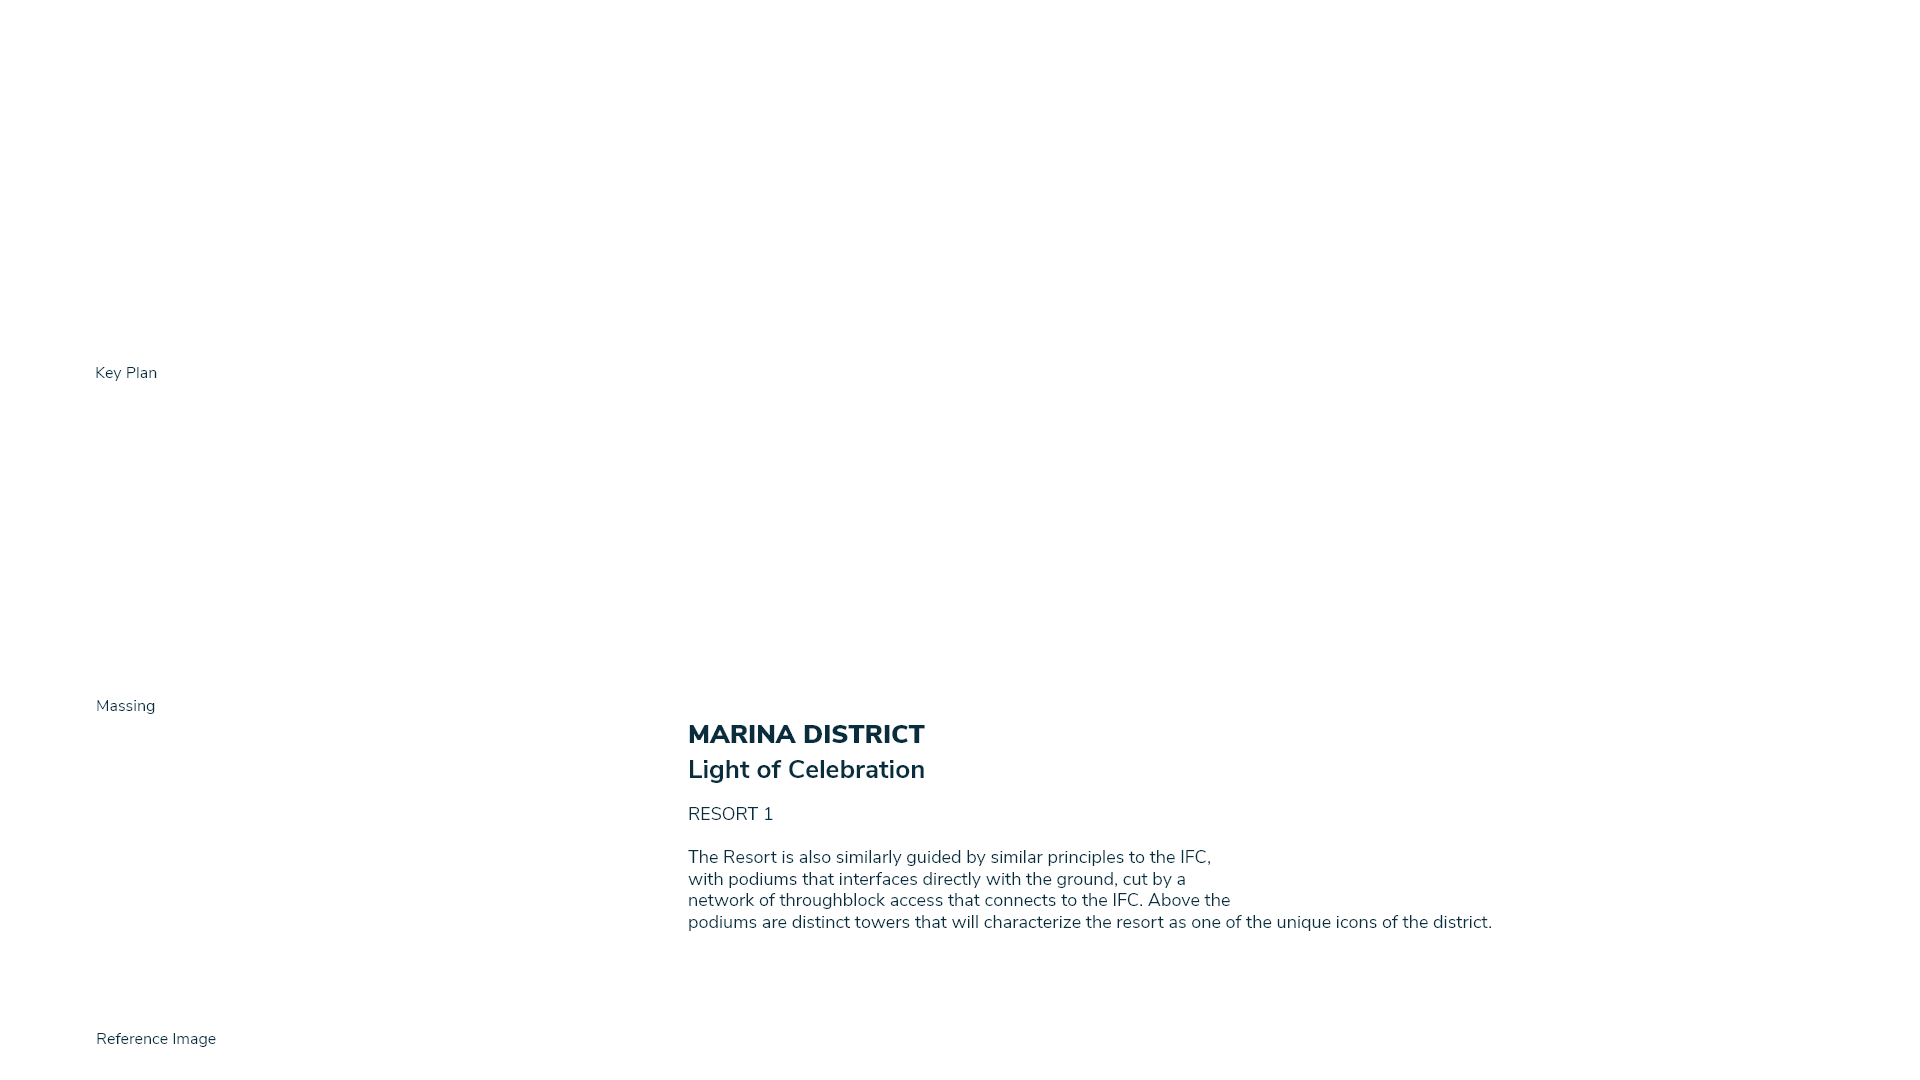 Key Plan
Massing
MARINA DISTRICT
Light of Celebration
RESORT 1
The Resort is also similarly guided by similar principles to the IFC,
with podiums that interfaces directly with the ground, cut by a
network of throughblock access that connects to the IFC. Above the
podiums are distinct towers that will characterize the resort as one of the unique icons of the district.
Reference Image